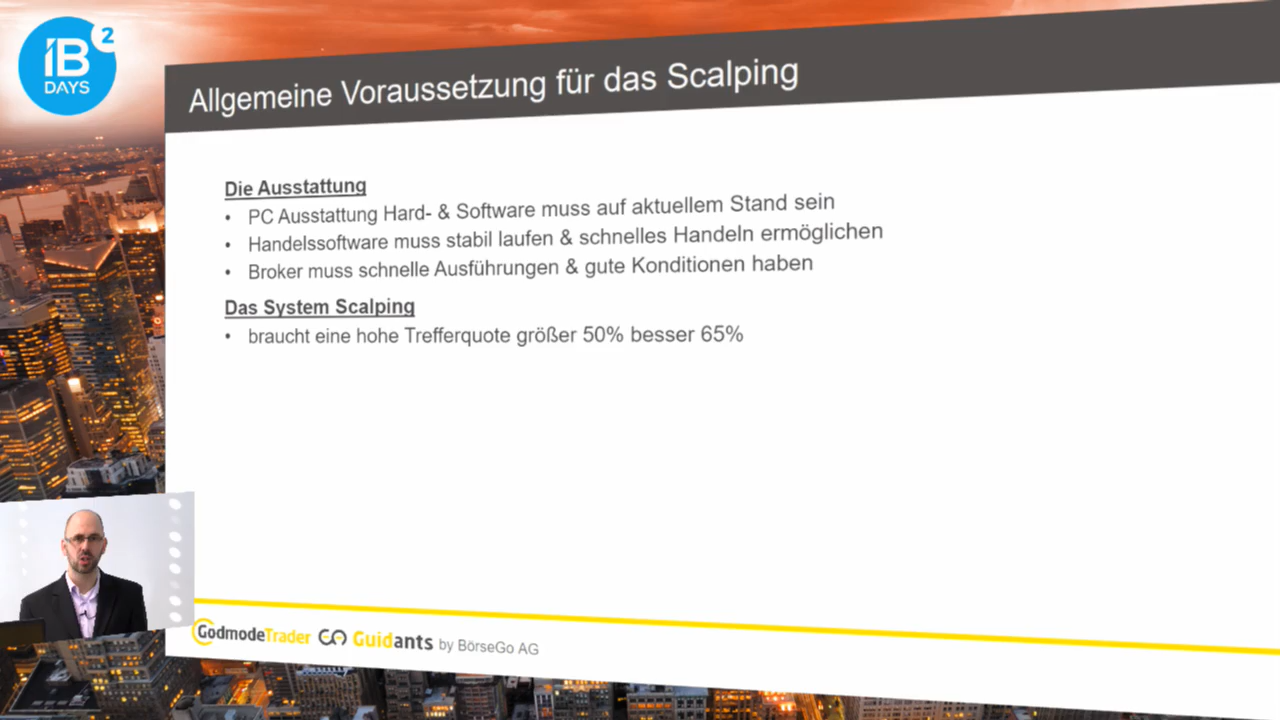 IB 2
DAYS
Allgemeine Voraussetzung für das Scalping
Die Ausstattung
• PC Ausstattung Hard- & Software muss auf aktuellem Stand sein
• Handelssoftware muss stabil laufen & schnelles Handeln ermöglichen
• Broker muss schnelle Ausführungen & gute Konditionen haben
Das System Scalping
• braucht eine hohe Trefferquote größer 50% besser 65%
GodmodeTrader Guidants by BörseGo AG